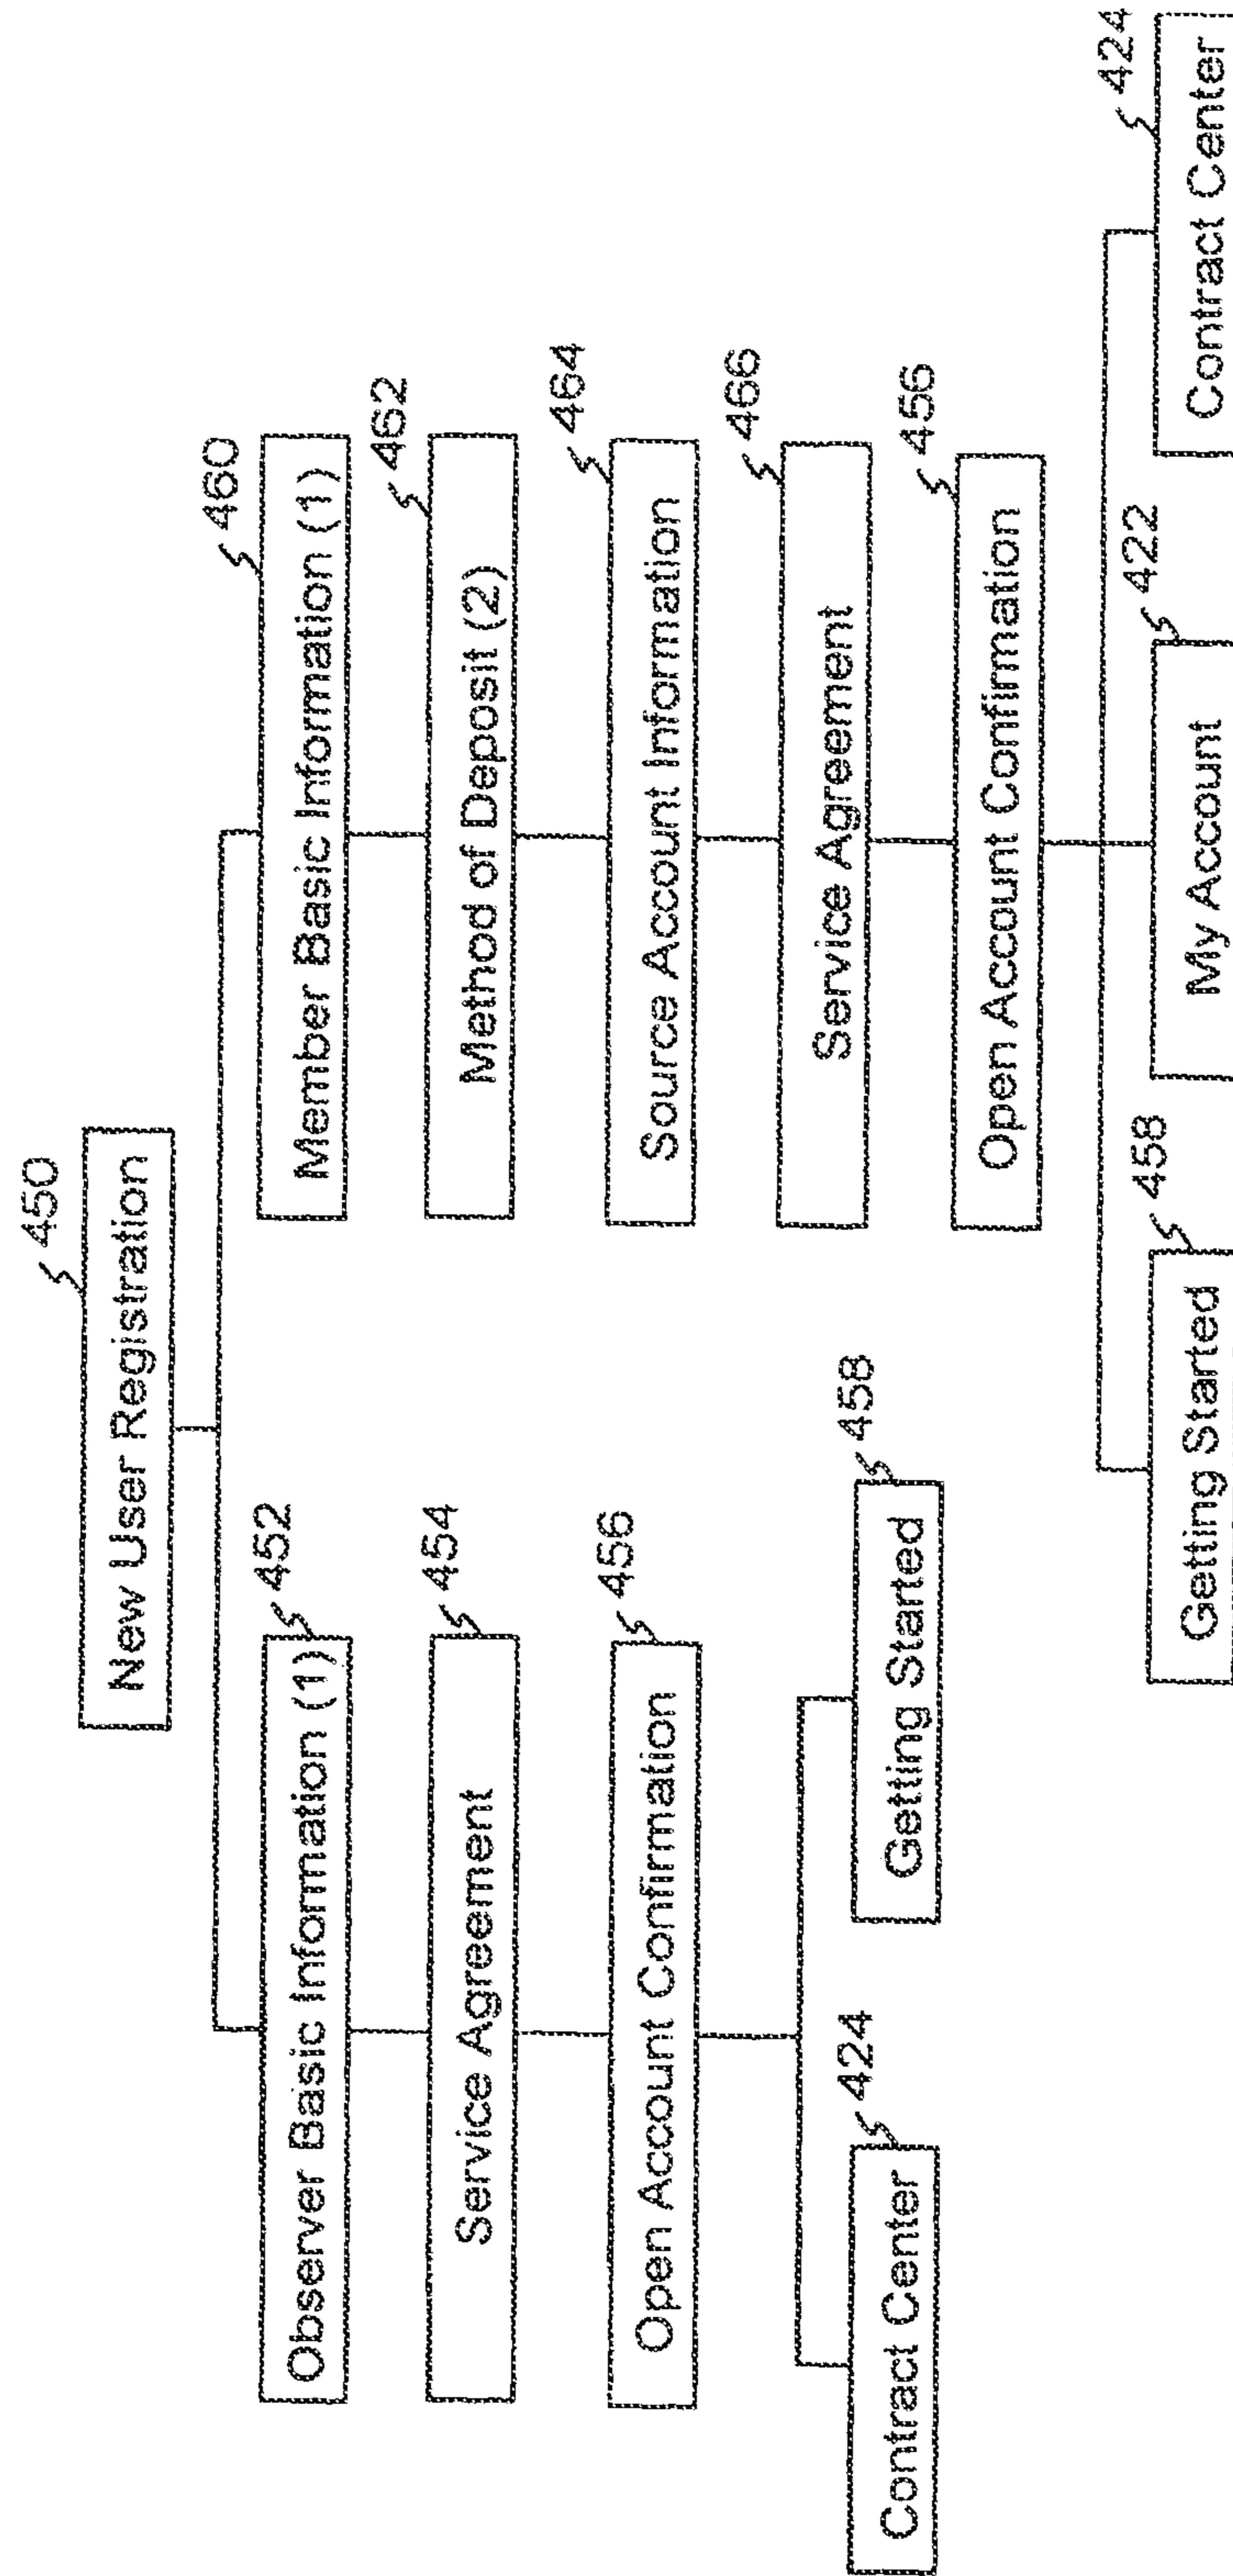 450
New User Registration
452
Observer Basic Information (1)
460
Member Basic Information (1)
454
Service Agreement
462
Method of Deposit (2)
456
Open Account Confirmation
464
Source Account Information
466
Service Agreement
424
Contract Center
458
Getting Started
456
Open Account Confirmation
458
Getting Started
422
My Account
424
Contract Center